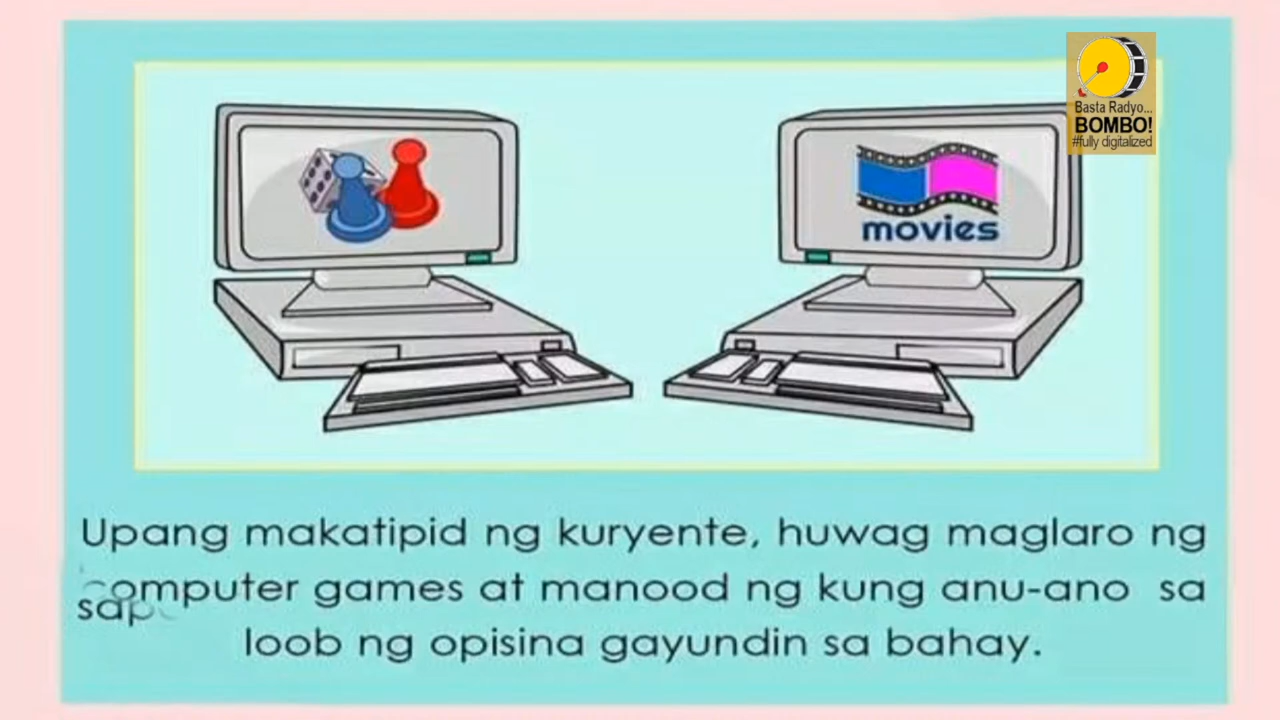 Basta Radyo...
BOMBO!
#fully digitalized
movies
Upang makatipid ng kuryente, huwag maglaro ng
computer games at manood ng kung anu-ano sa
loob ng opisina gayundin sa bahay.